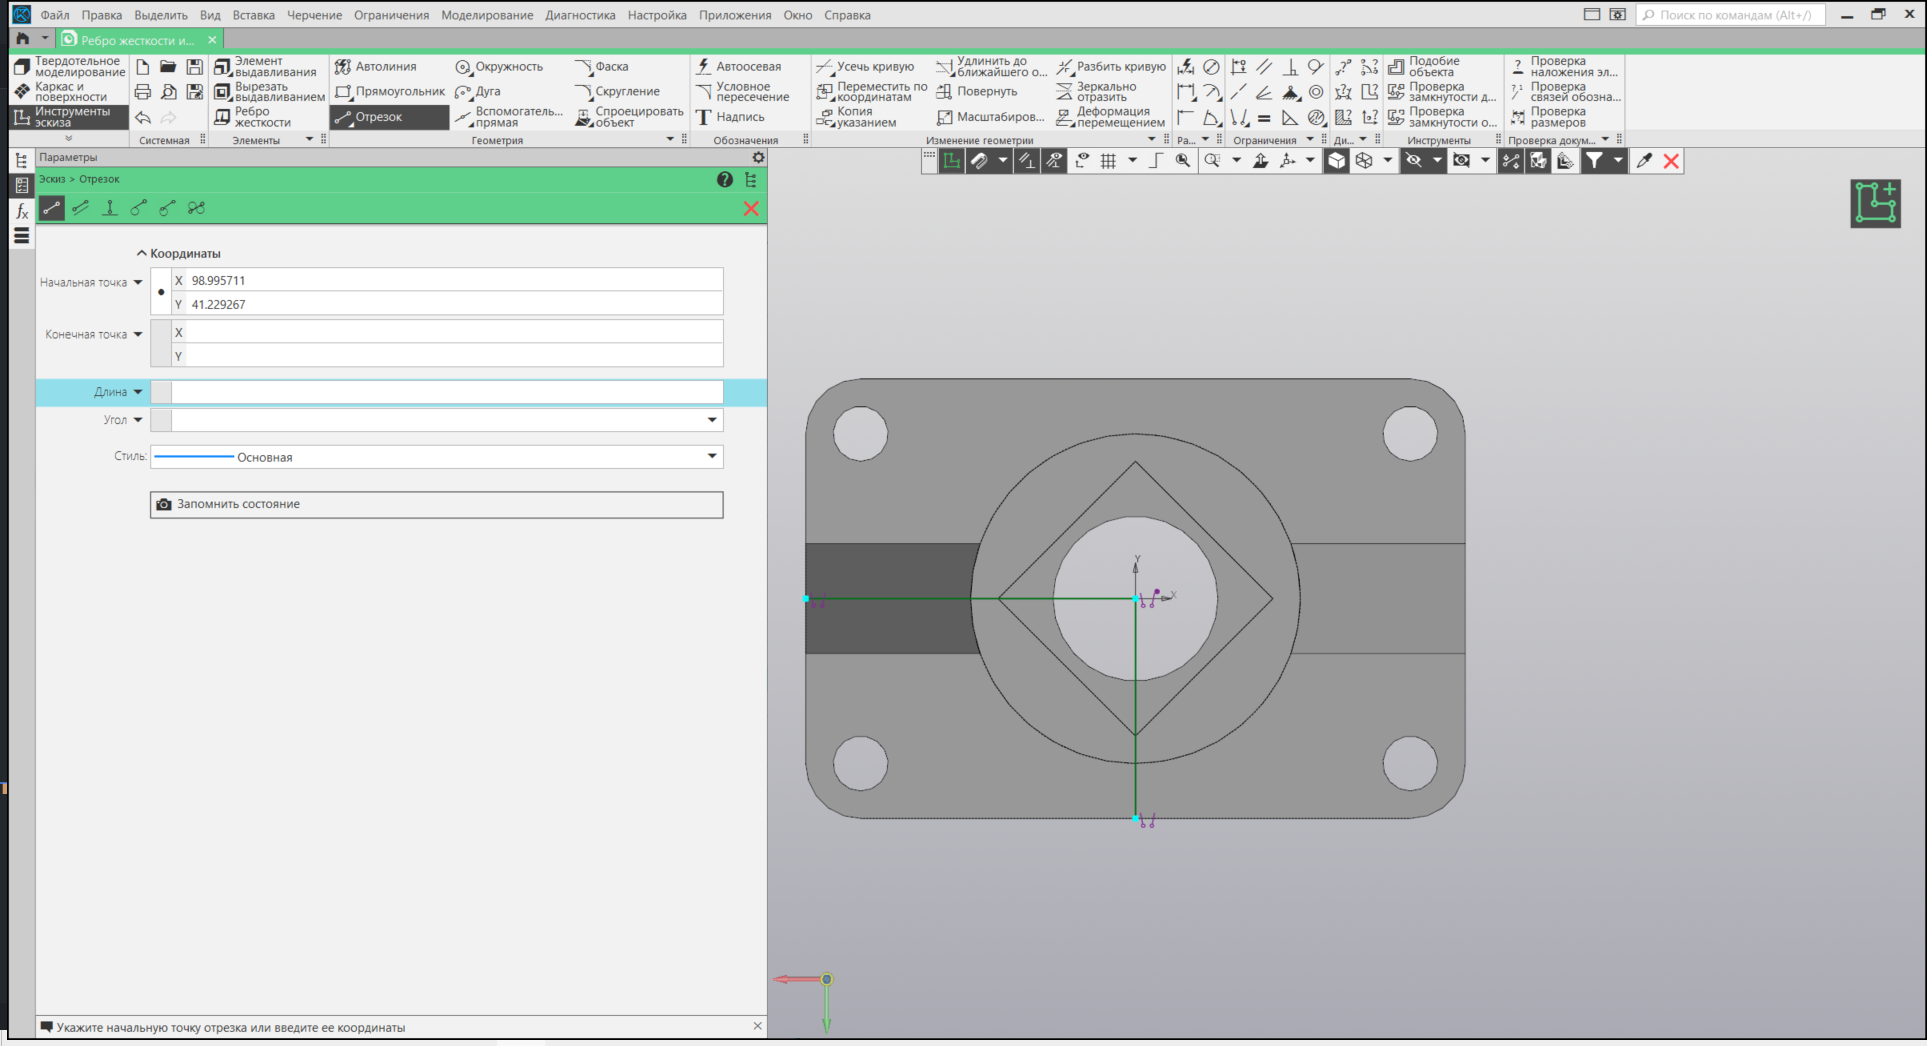 Файл Правка Выделить Вид Вставка Черчение Ограничения Моделирование Диагностика Настройка Приложения Окно Справка
Поиск по командам (Alt+/)
Ребро жесткости и...
Твердотельное моделирование
Каркас и поверхности
Инструменты эскиза
Системная
Элемент выдавливания
Вырезать выдавливанием
Ребро жесткости
Элементы
Автолиния
Прямоугольник
Отрезок
Окружность
Дуга
Вспомогатель... прямая
Фаска
Скругление
Спроецировать объект
Геометрия
Автоосевая
Условное пересечение
Надпись
Обозначения
Усечь кривую
Переместить по координатам
Копия указанием
Удлинить до ближайшего о...
Повернуть
Масштабиров...
Разбить кривую
Зеркально отразить
Деформация перемещением
Изменение геометрии
Ра...
Ограничения
Ди...
Подобие объекта
Проверка замкнутости д...
Проверка замкнутости о...
Инструменты
Проверка наложения эл...
Проверка связей обозна...
Проверка размеров
Проверка докум...
Параметры
Эскиз > Отрезок
Координаты
Начальная точка
X 98.995711
Y 41.229267
Конечная точка
X
Y
Длина
Угол
Стиль: Основная
Запомнить состояние
Y
X
Укажите начальную точку отрезка или введите ее координаты